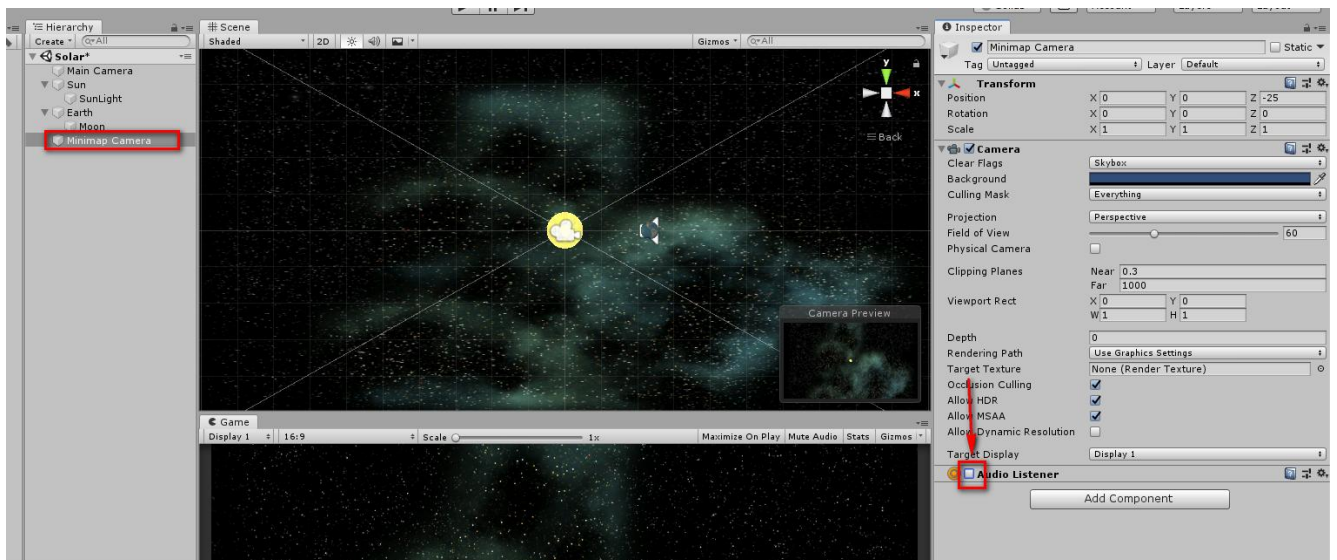 Hierarchy
Create
All
Solar*
Main Camera
Sun
SunLight
Earth
Moon
Minimap Camera
Scene
Shaded
2D
Gizmos
All
y
x
Back
Camera Preview
Game
Display 1
16:9
Scale
1x
Maximize On Play
Mute Audio
Stats
Gizmos
Inspector
Minimap Camera
Static
Tag Untagged
Layer Default
Transform
Position X 0 Y 0 Z -25
Rotation X 0 Y 0 Z 0
Scale X 1 Y 1 Z 1
Camera
Clear Flags Skybox
Background
Culling Mask Everything
Projection Perspective
Field of View 60
Physical Camera
Clipping Planes Near 0.3
Far 1000
Viewport Rect X 0 Y 0
W 1 H 1
Depth 0
Rendering Path Use Graphics Settings
Target Texture None (Render Texture)
Occlusion Culling
Allow HDR
Allow MSAA
Allow Dynamic Resolution
Target Display Display 1
Audio Listener
Add Component